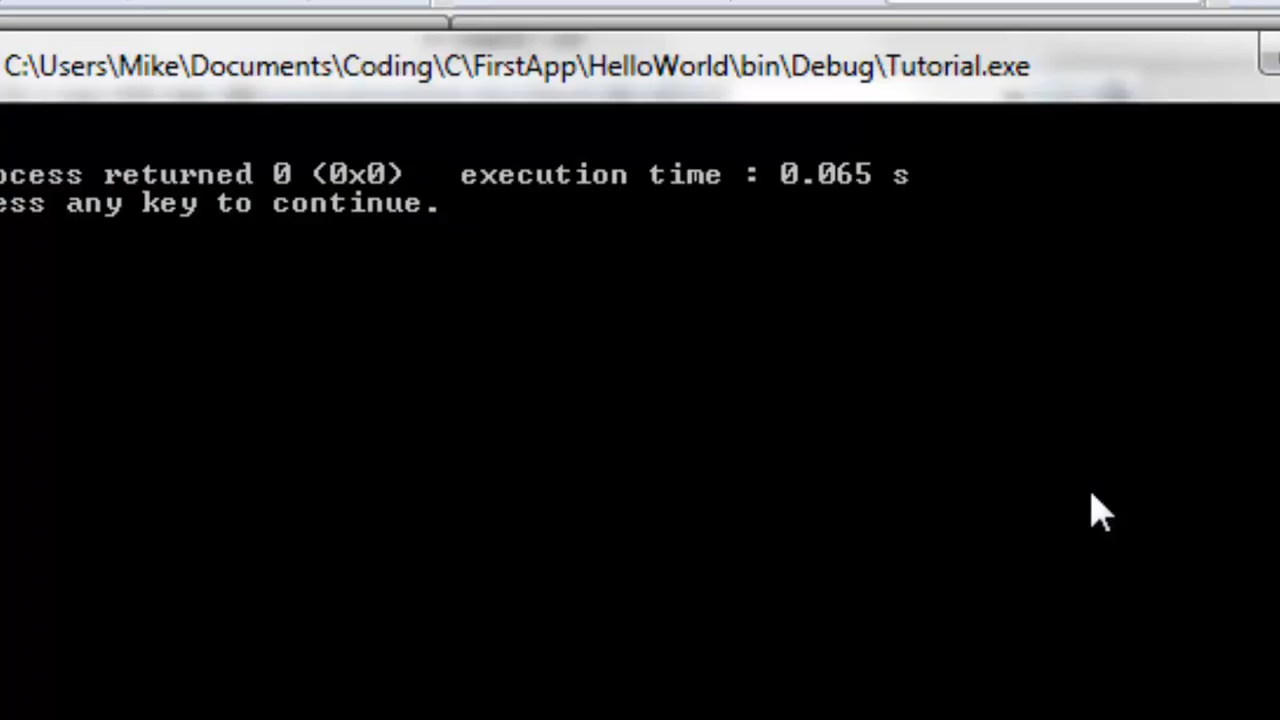 C:\Users\Mike\Documents\Coding\C\FirstApp\HelloWorld\bin\Debug\Tutorial.exe
ocess returned 0 (0x0)   execution time : 0.065 s
ess any key to continue.